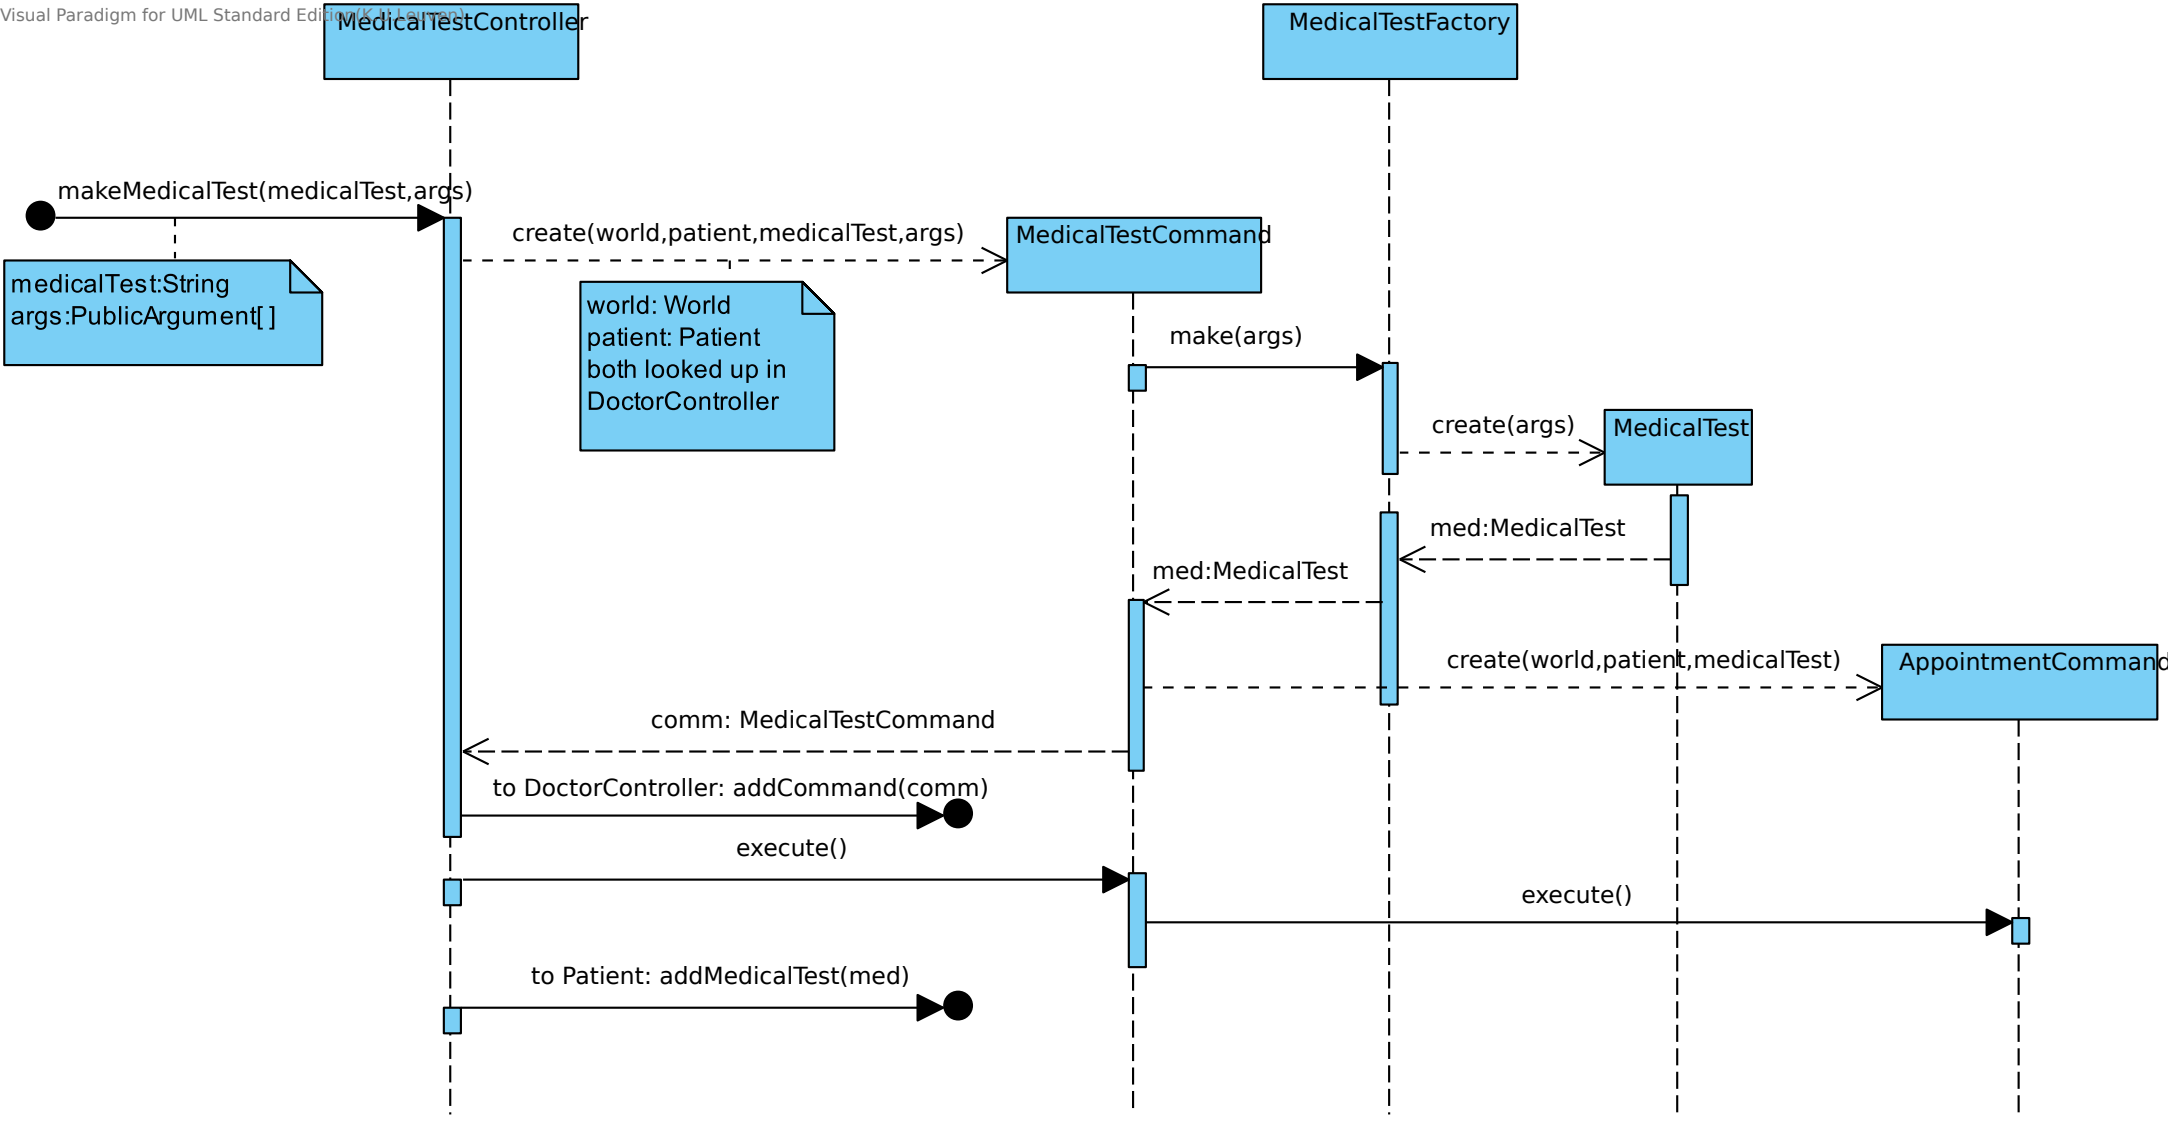 Visual Paradigm for UML Standard Edition(K.U.Leuven)
MedicalTestController
MedicalTestFactory
makeMedicalTest(medicalTest,args)
medicalTest:String
args:PublicArgument[]
create(world,patient,medicalTest,args)
MedicalTestCommand
world: World
patient: Patient
both looked up in
DoctorController
make(args)
create(args)
MedicalTest
med:MedicalTest
med:MedicalTest
create(world,patient,medicalTest)
AppointmentCommand
comm: MedicalTestCommand
to DoctorController: addCommand(comm)
execute()
execute()
to Patient: addMedicalTest(med)